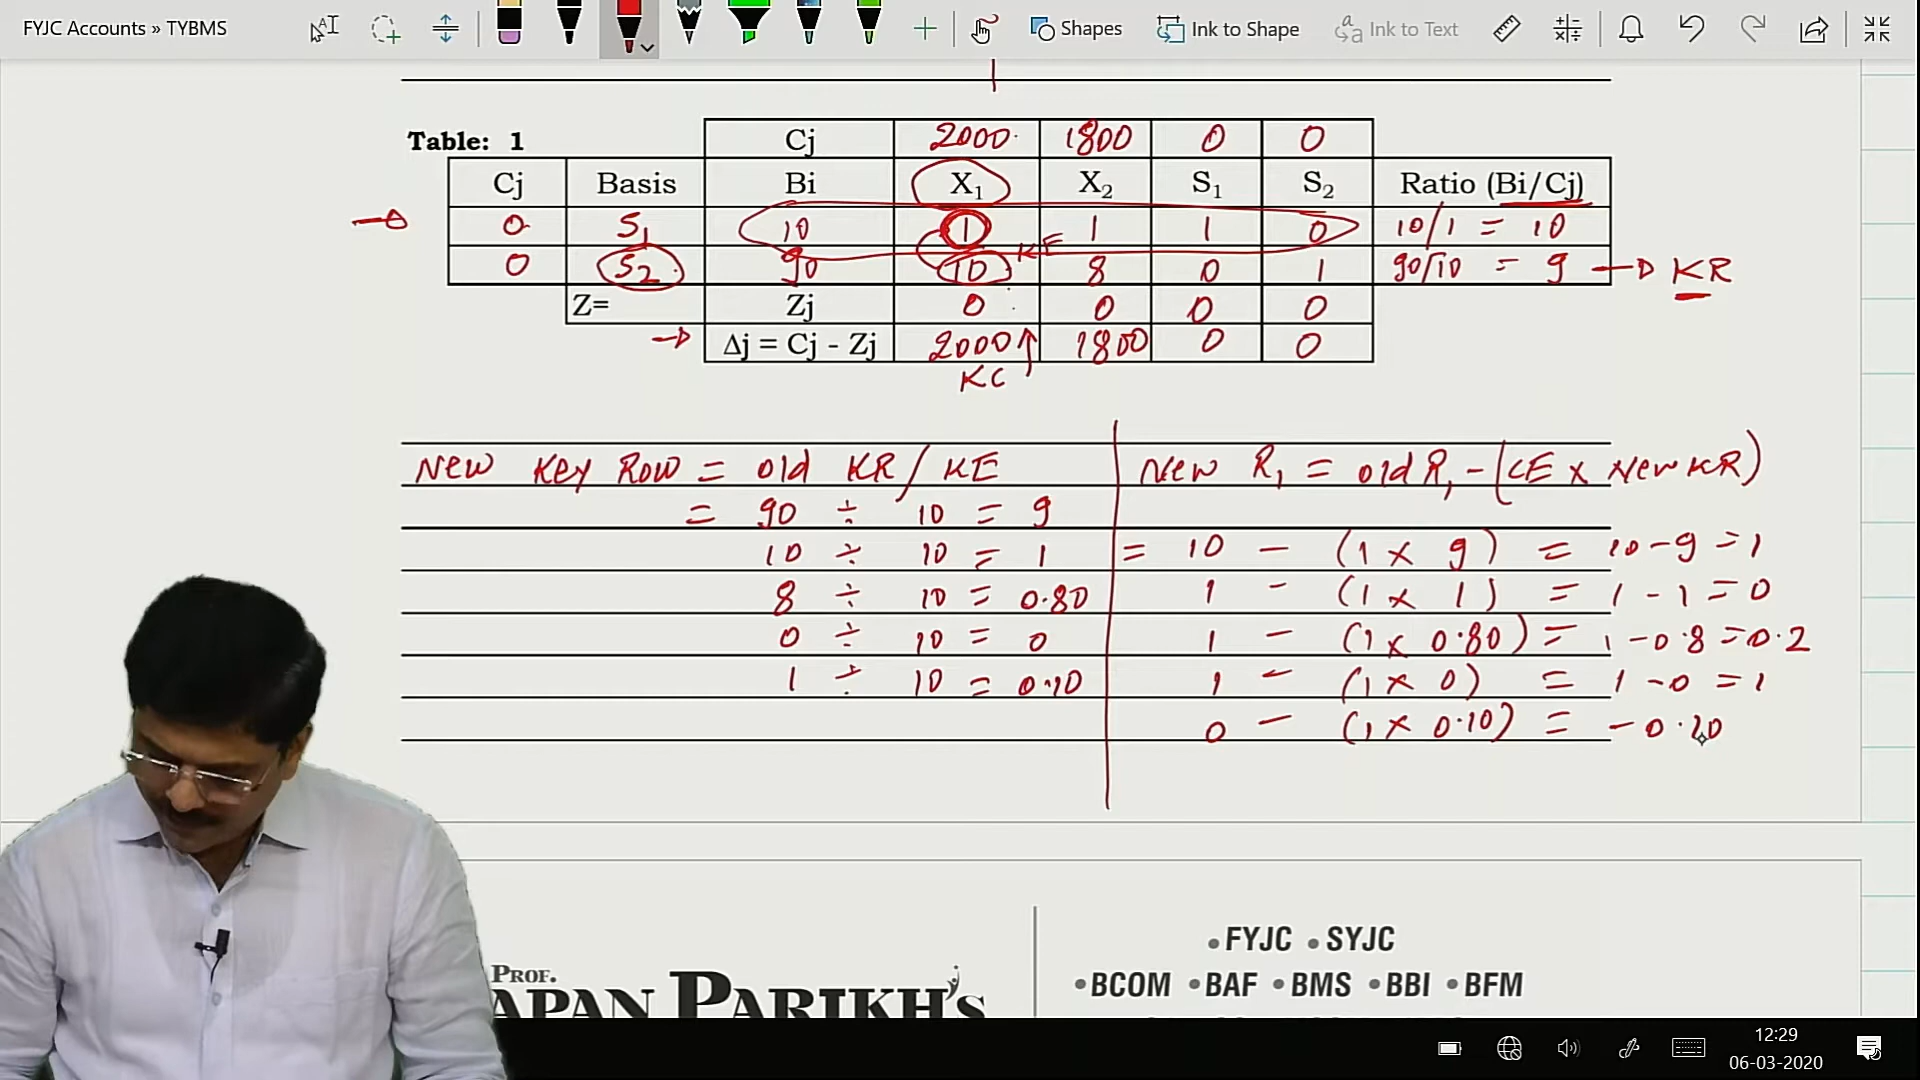 FYJC Accounts » TYBMS
Shapes
Ink to Shape
Ink to Text
Table: 1 Cj 2000 1800 0 0
Cj Basis Bi X1 X2 S1 S2 Ratio (Bi/Cj)
0 S1 10 1 1 1 0 10/1 = 10
KE
0 S2 90 10 8 0 1 90/10 = 9 → KR
Z= Zj 0 0 0 0
→ Δj = Cj - Zj 2000 ↑ 1800 0 0
KC
New Key Row = old KR / KE
= 90 ÷ 10 = 9
10 ÷ 10 = 1
8 ÷ 10 = 0.80
0 ÷ 10 = 0
1 ÷ 10 = 0.10
New R1 = old R1 - (CE x New KR)
= 10 - (1 x 9) = 10 - 9 = 1
1 - (1 x 1) = 1 - 1 = 0
1 - (1 x 0.80) = 1 - 0.8 = 0.2
1 - (1 x 0) = 1 - 0 = 1
0 - (1 x 0.10) = - 0.10
PROF.
APAN PARIKH's
•FYJC •SYJC
•BCOM •BAF •BMS •BBI •BFM
12:29
06-03-2020